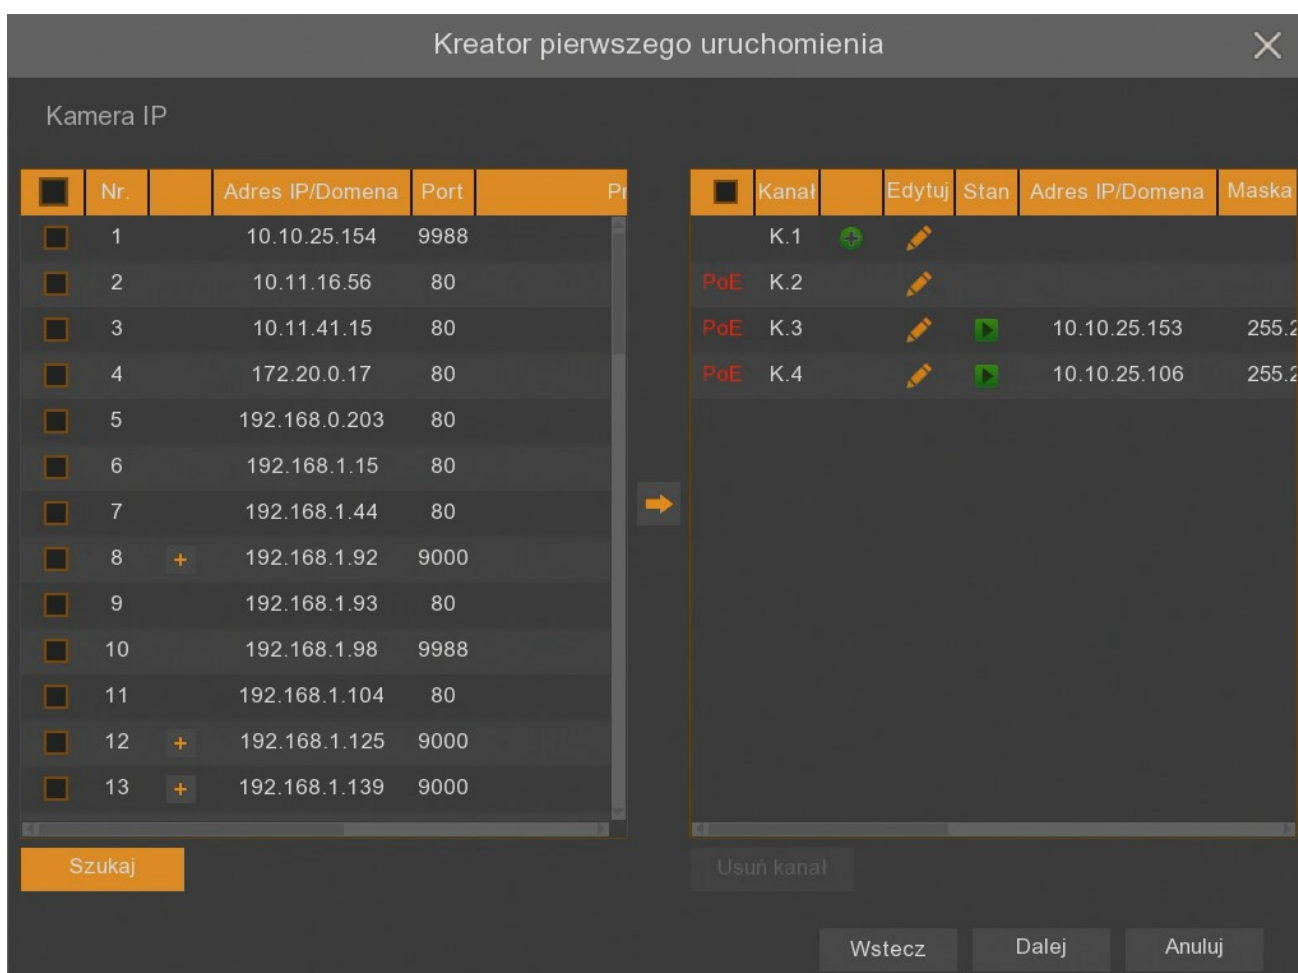 Kreator pierwszego uruchomienia
Kamera IP
Nr. Adres IP/Domena Port
1 10.10.25.154 9988
2 10.11.16.56 80
3 10.11.41.15 80
4 172.20.0.17 80
5 192.168.0.203 80
6 192.168.1.15 80
7 192.168.1.44 80
8 + 192.168.1.92 9000
9 192.168.1.93 80
10 192.168.1.98 9988
11 192.168.1.104 80
12 + 192.168.1.125 9000
13 + 192.168.1.139 9000
Szukaj
Kanał Edytuj Stan Adres IP/Domena Maska
K.1
PoE K.2
PoE K.3 10.10.25.153 255.2
PoE K.4 10.10.25.106 255.2
Usuń kanał
Wstecz Dalej Anuluj